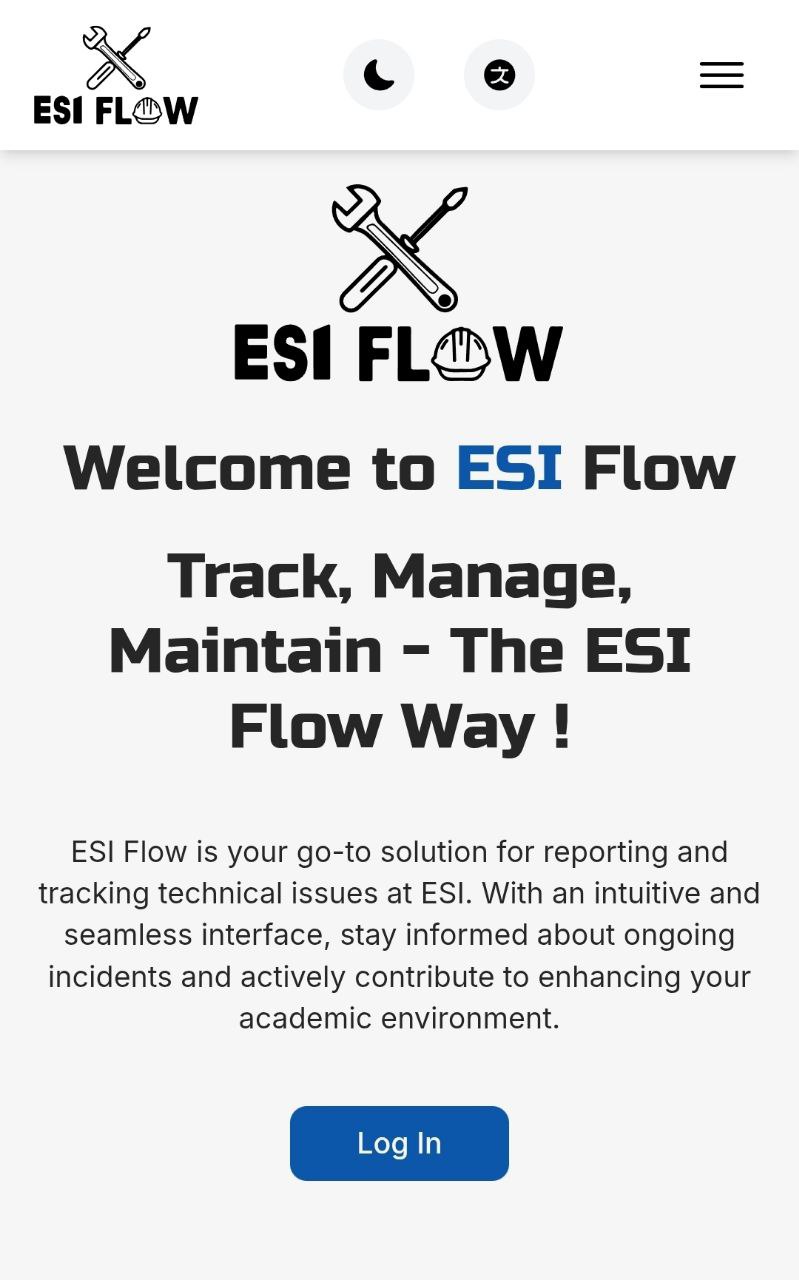 ESI FLOW
ESI FLOW
Welcome to ESI Flow
Track, Manage,
Maintain - The ESI
Flow Way !
ESI Flow is your go-to solution for reporting and
tracking technical issues at ESI. With an intuitive and
seamless interface, stay informed about ongoing
incidents and actively contribute to enhancing your
academic environment.
Log In